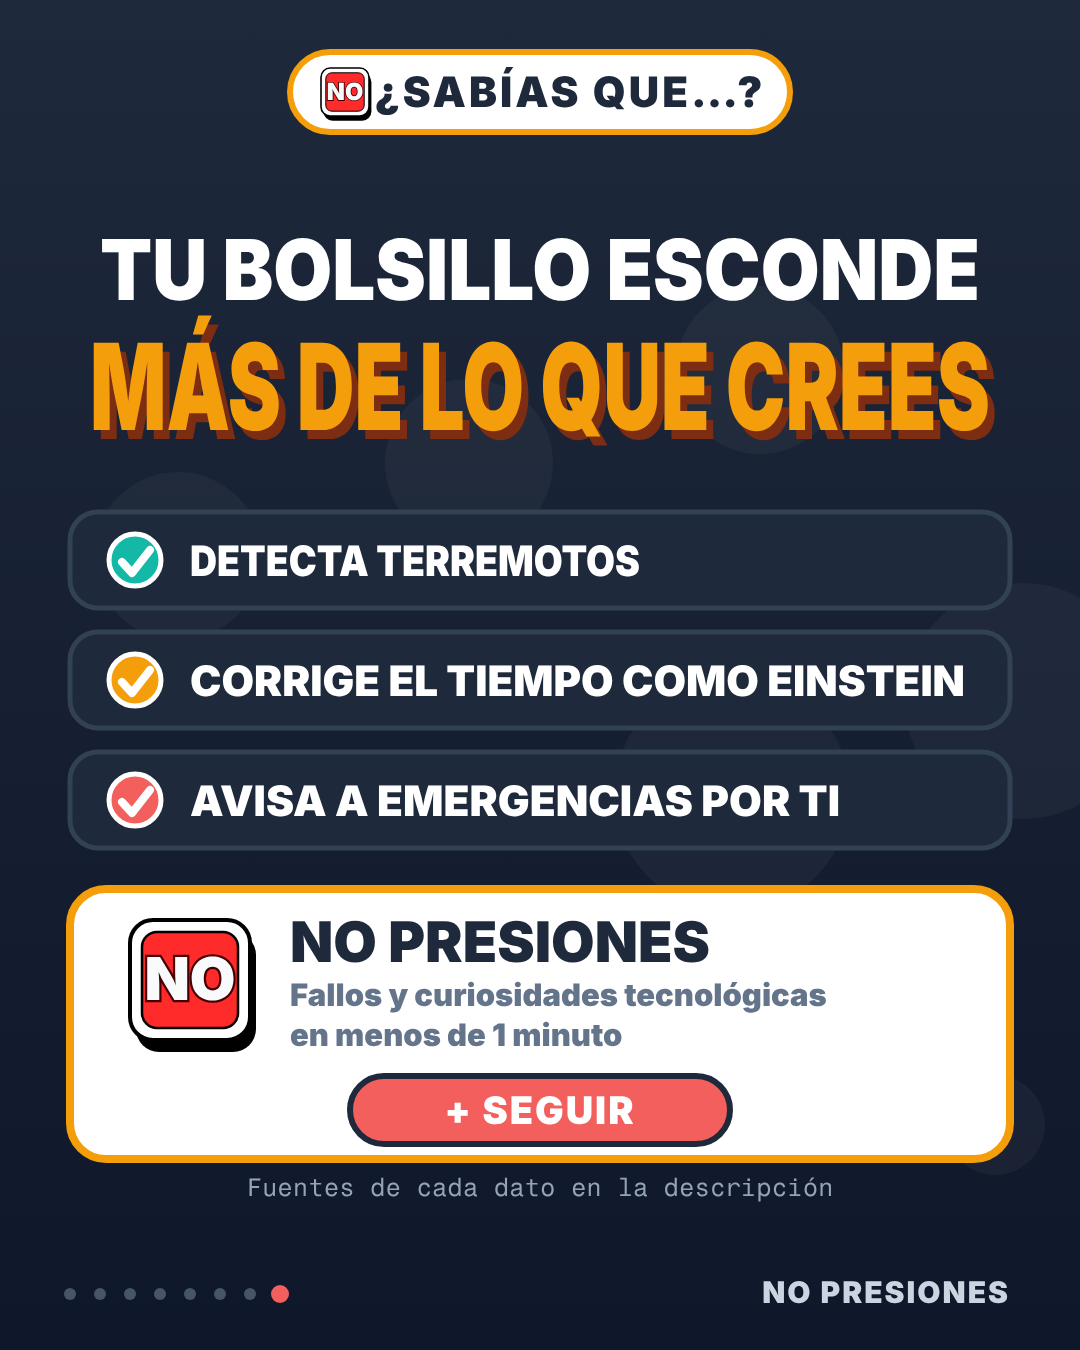 NO ¿SABÍAS QUE...?
TU BOLSILLO ESCONDE
MÁS DE LO QUE CREES
DETECTA TERREMOTOS
CORRIGE EL TIEMPO COMO EINSTEIN
AVISA A EMERGENCIAS POR TI
NO
NO PRESIONES
Fallos y curiosidades tecnológicas
en menos de 1 minuto
+ SEGUIR
Fuentes de cada dato en la descripción
NO PRESIONES